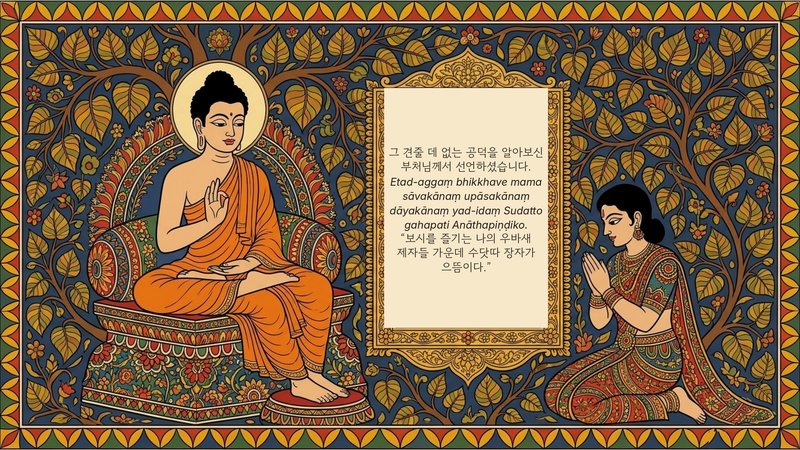 그 견줄 데 없는 공덕을 알아보신
부처님께서 선언하셨습니다.
Etad-aggaṃ bhikkhave mama
sāvakānaṃ upāsakānaṃ
dāyakānaṃ yad-idaṃ Sudatto
gahapati Anāthapiṇḍiko.
“보시를 즐기는 나의 우바새
제자들 가운데 수닷따 장자가
으뜸이다.”